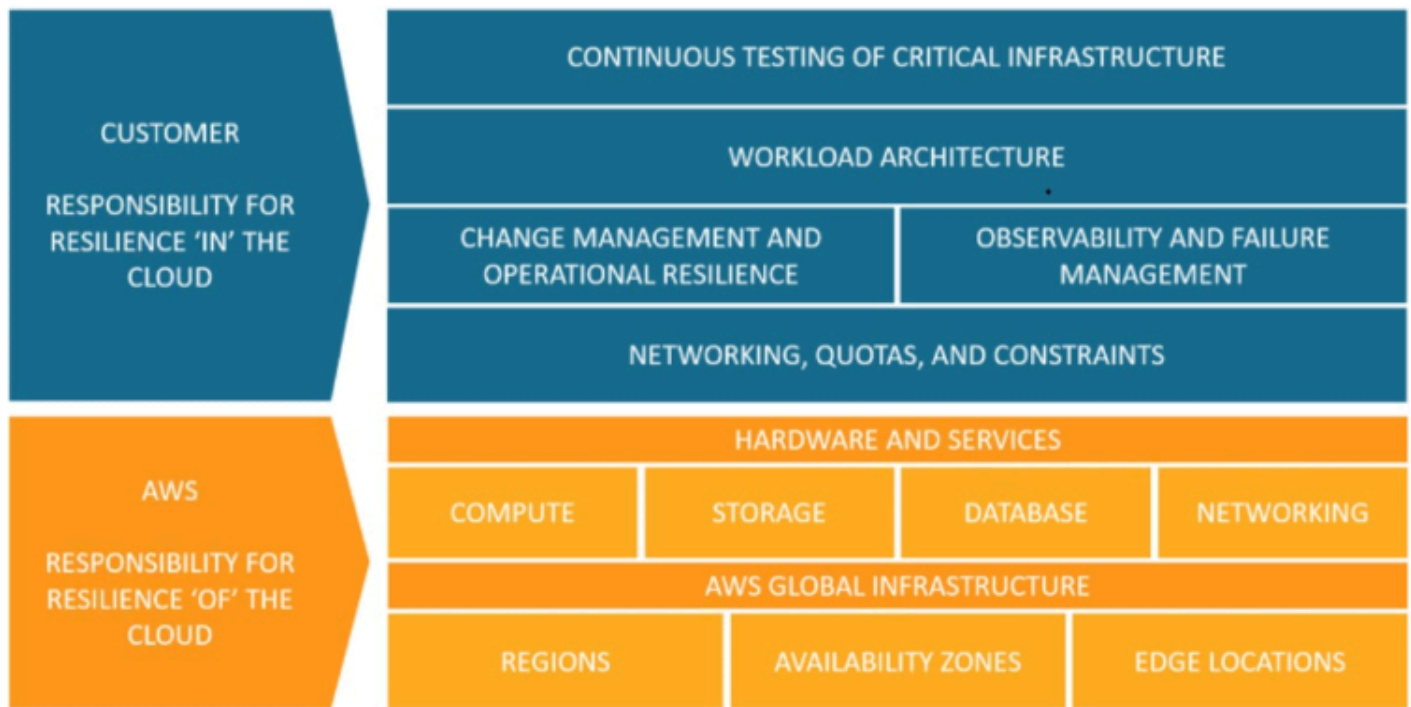 CUSTOMER
RESPONSIBILITY FOR
RESILIENCE ‘IN’ THE
CLOUD
CONTINUOUS TESTING OF CRITICAL INFRASTRUCTURE
WORKLOAD ARCHITECTURE
CHANGE MANAGEMENT AND
OPERATIONAL RESILIENCE
OBSERVABILITY AND FAILURE
MANAGEMENT
NETWORKING, QUOTAS, AND CONSTRAINTS
AWS
RESPONSIBILITY FOR
RESILIENCE ‘OF’ THE
CLOUD
HARDWARE AND SERVICES
COMPUTE
STORAGE
DATABASE
NETWORKING
AWS GLOBAL INFRASTRUCTURE
REGIONS
AVAILABILITY ZONES
EDGE LOCATIONS